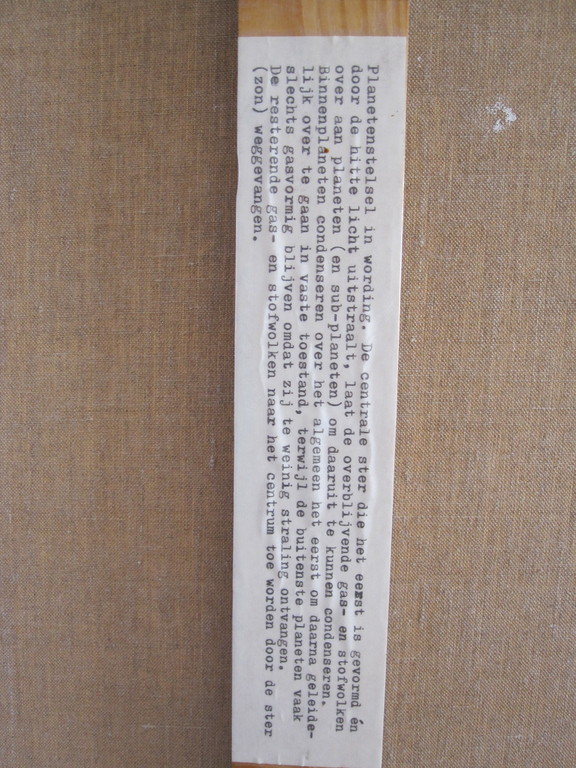 Planetenstelsel in wording. De centrale ster die het eerst is gevormd én
door de hitte licht uitstraalt, laat de overblijvende gas- en stofwolken
over aan planeten (en sub-planeten) om daaruit te kunnen condenseren.
Binnenplaneten condenseren over het algemeen het eerst om daarna geleide-
lijk over te gaan in vaste toestand, terwijl de buitenste planeten vaak
slechts gasvormig blijven omdat zij te weinig straling ontvangen.
De resterende gas- en stofwolken naar het centrum toe worden door de ster
(zon) weggevangen.